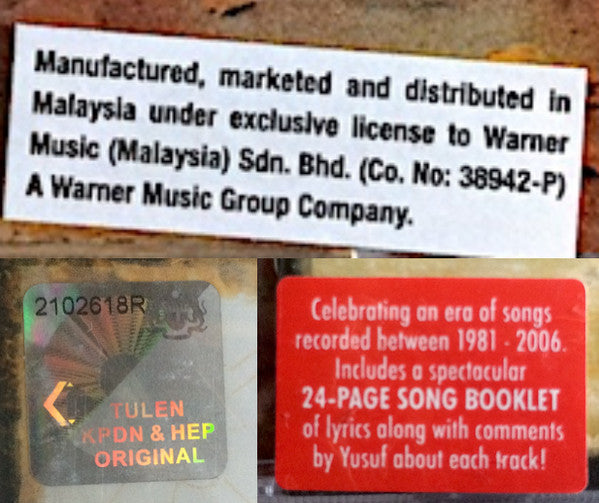 Manufactured, marketed and distributed in
Malaysia under exclusive license to Warner
Music (Malaysia) Sdn. Bhd. (Co. No: 38942-P)
A Warner Music Group Company.
2102618R
TULEN
KPDN & HEP
ORIGINAL
Celebrating an era of songs
recorded between 1981 - 2006.
Includes a spectacular
24-PAGE SONG BOOKLET
of lyrics along with comments
by Yusuf about each track!